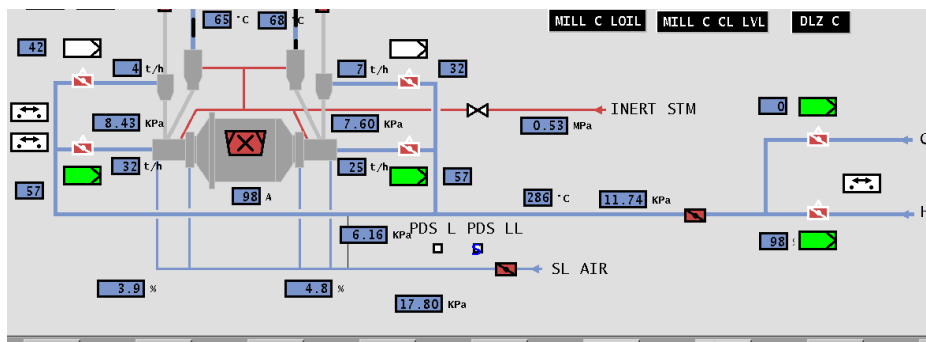 65 °C 68 °C MILL C LOIL MILL C CL LVL DLZ C
42
4 t/h 7 t/h 32
0
INERT STM
8.43 KPa 7.60 KPa 0.53 MPa
32 t/h 25 t/h
57 98 A 57 286 °C 11.74 KPa
6.16 KPa PDS L PDS LL
98
SL AIR
3.9 % 4.8 %
17.80 KPa